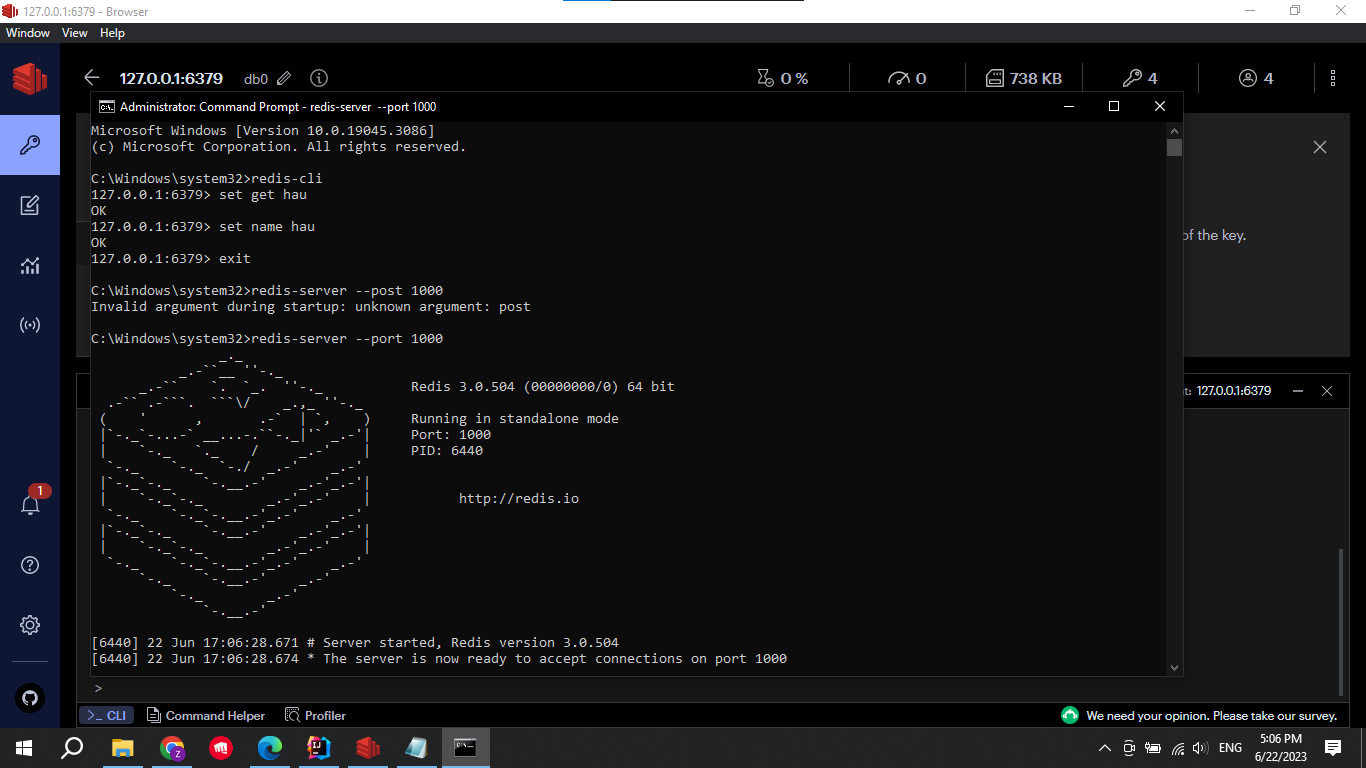 127.0.0.1:6379 - Browser
Window View Help
127.0.0.1:6379 db0 0 % 0 738 KB 4 4
Administrator: Command Prompt - redis-server --port 1000
Microsoft Windows [Version 10.0.19045.3086]
(c) Microsoft Corporation. All rights reserved.
C:\Windows\system32>redis-cli
127.0.0.1:6379> set get hau
OK
127.0.0.1:6379> set name hau
OK
127.0.0.1:6379> exit
of the key.
C:\Windows\system32>redis-server --post 1000
Invalid argument during startup: unknown argument: post
C:\Windows\system32>redis-server --port 1000
Redis 3.0.504 (00000000/0) 64 bit
t: 127.0.0.1:6379
Running in standalone mode
Port: 1000
PID: 6440
1
http://redis.io
[6440] 22 Jun 17:06:28.671 # Server started, Redis version 3.0.504
[6440] 22 Jun 17:06:28.674 * The server is now ready to accept connections on port 1000
>
>_ CLI Command Helper Profiler We need your opinion. Please take our survey.
Z IJ ENG 5:06 PM
6/22/2023